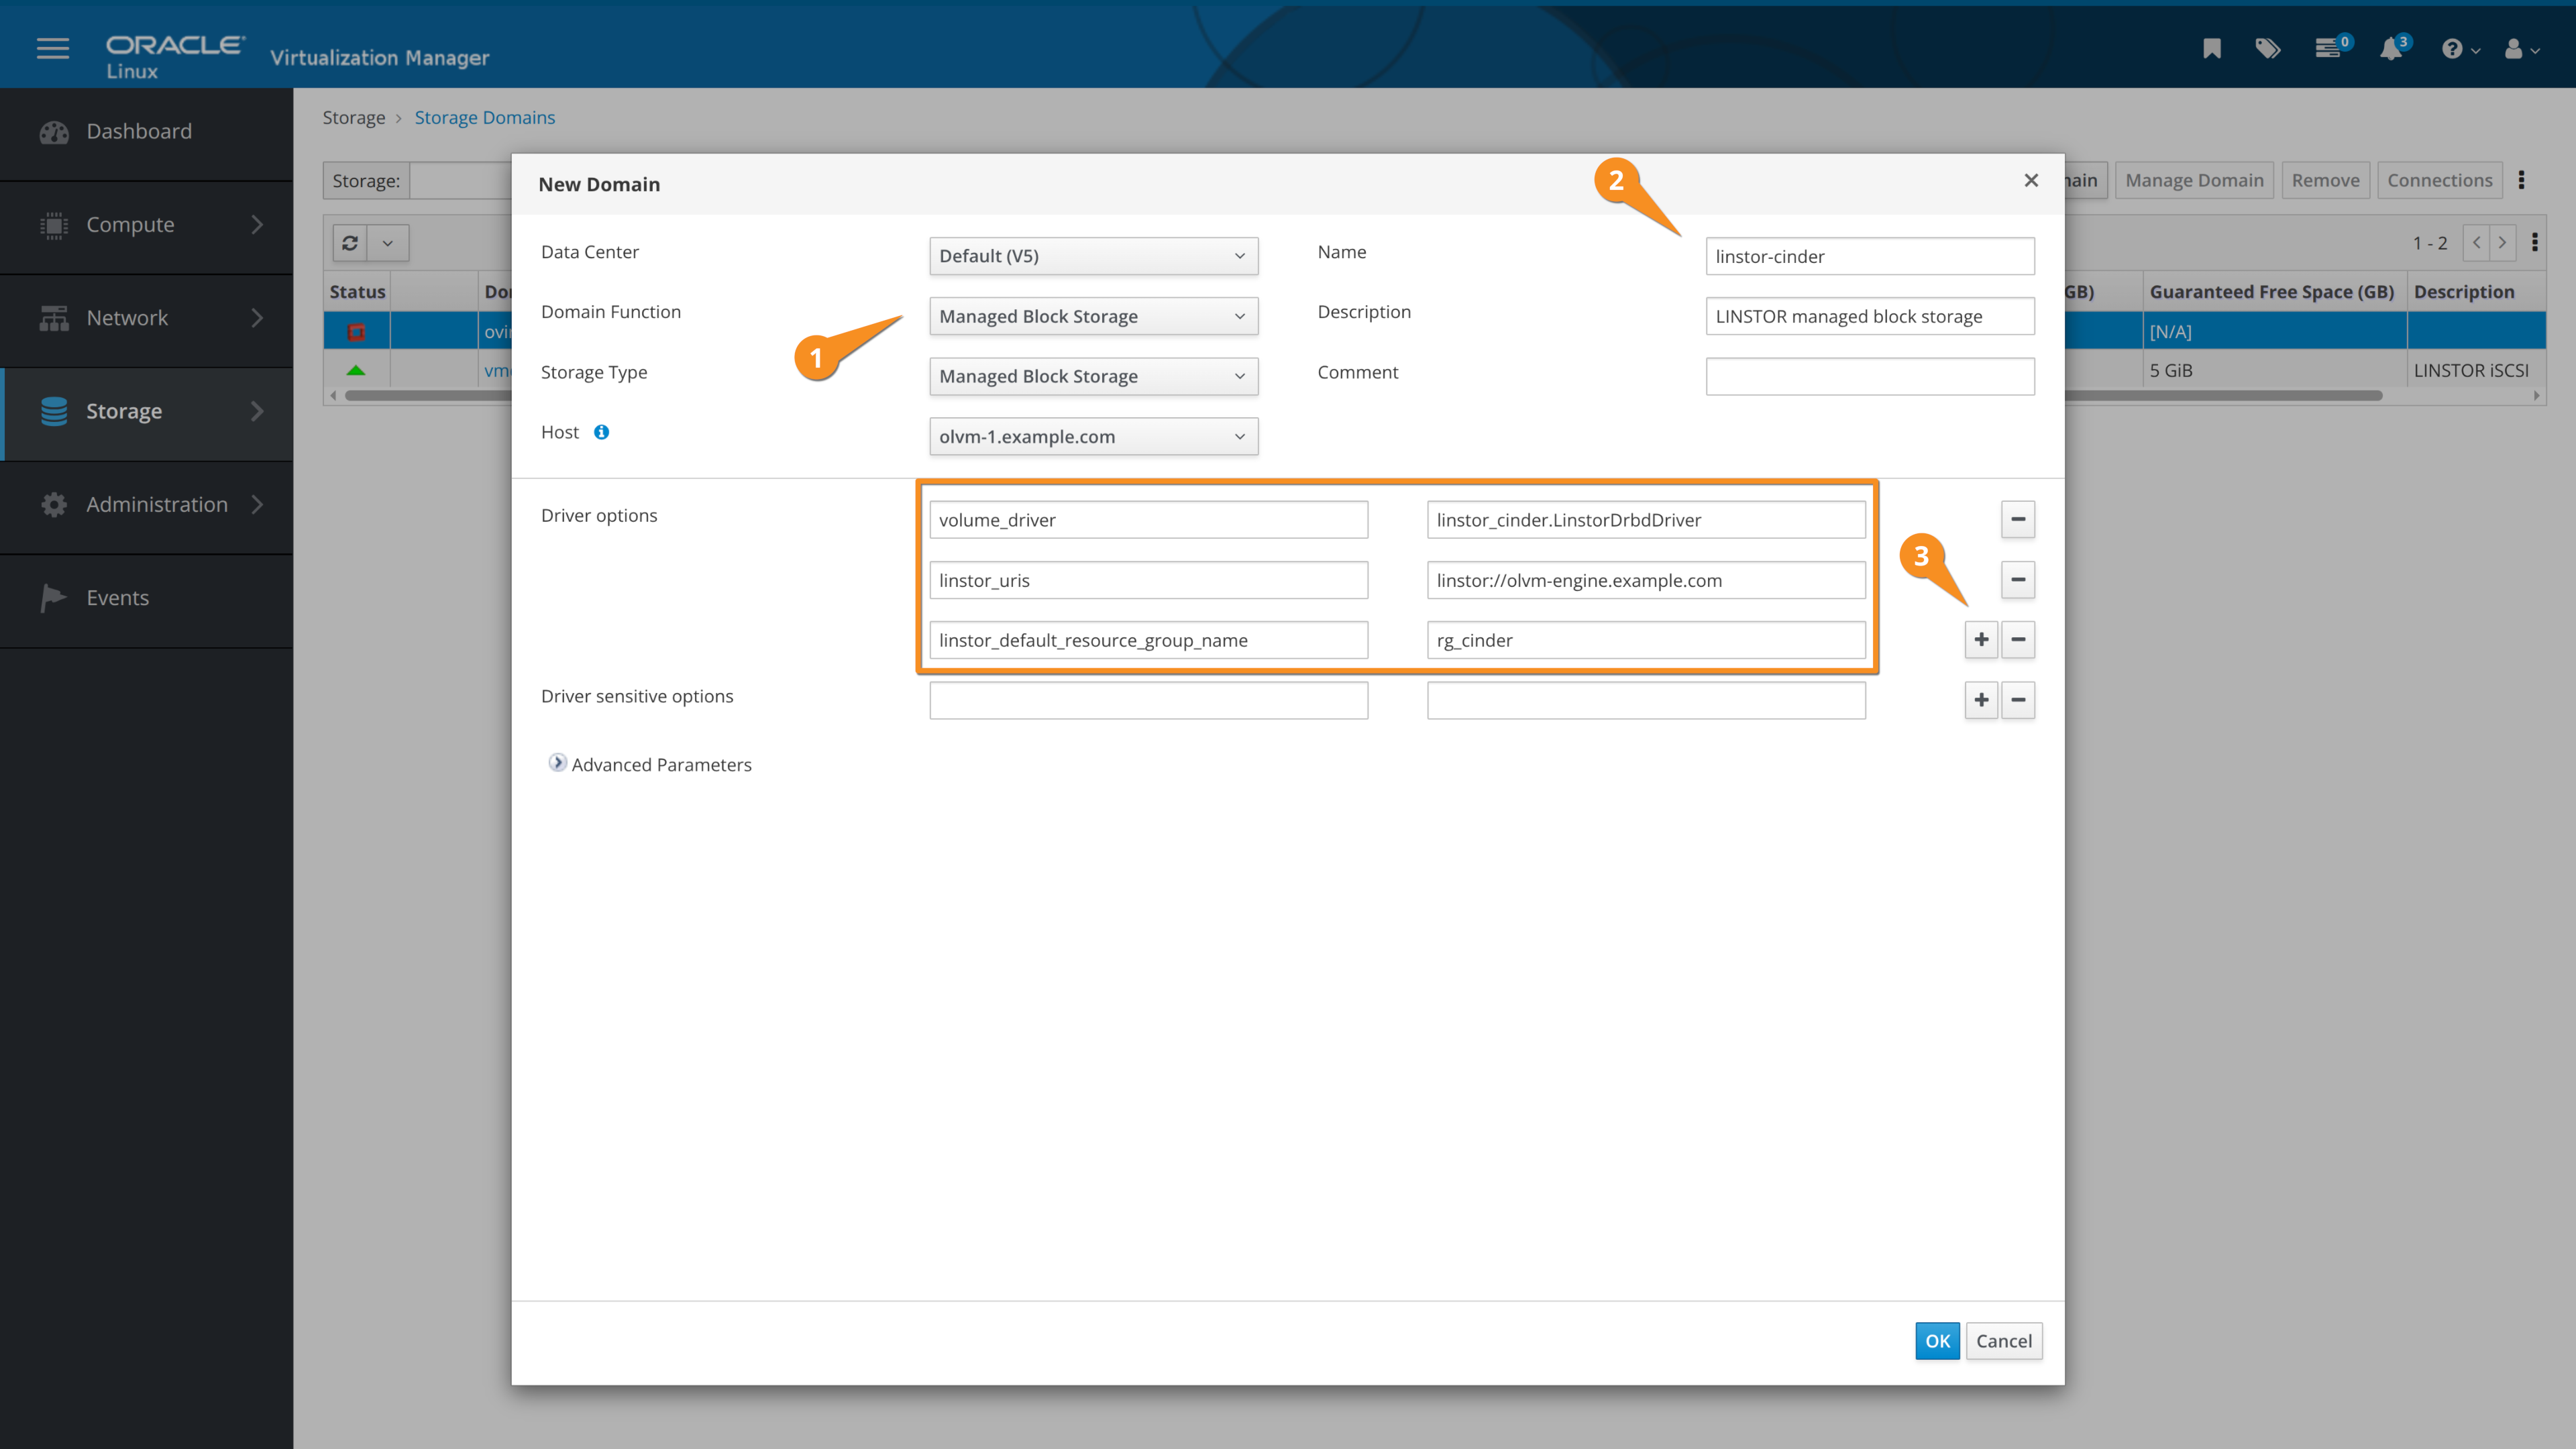 ORACLE
Linux
Virtualization Manager
0
3
Dashboard
Compute
Network
Storage
Administration
Events
Storage > Storage Domains
Storage:
Manage Domain
Remove
Connections
1 - 2
Status
GB)
Guaranteed Free Space (GB)
Description
[N/A]
5 GiB
LINSTOR iSCSI
New Domain
2
Data Center
Default (V5)
Name
linstor-cinder
Domain Function
Managed Block Storage
Description
LINSTOR managed block storage
1
Storage Type
Managed Block Storage
Comment
Host
olvm-1.example.com
Driver options
volume_driver
linstor_cinder.LinstorDrbdDriver
3
linstor_uris
linstor://olvm-engine.example.com
linstor_default_resource_group_name
rg_cinder
Driver sensitive options
Advanced Parameters
OK
Cancel